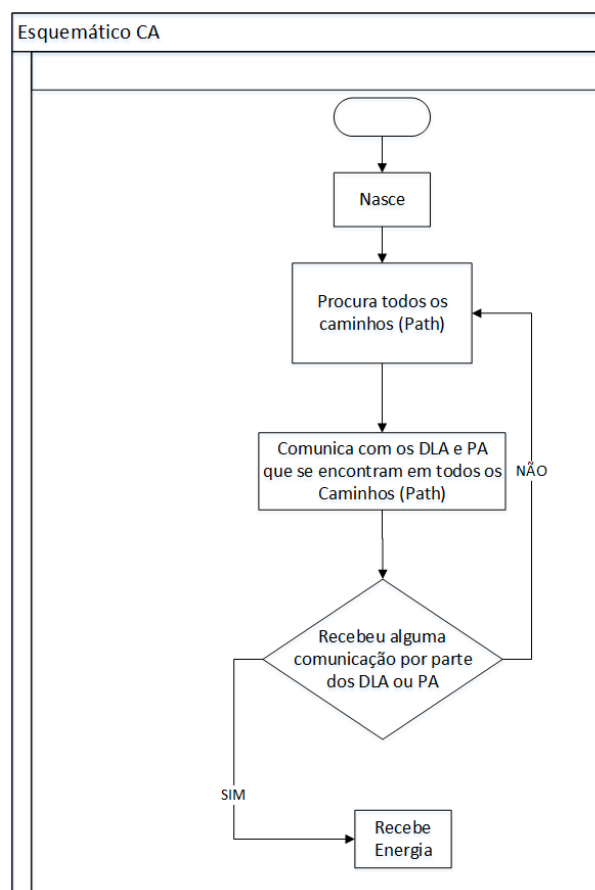 Esquemático CA
Nasce
Procura todos os
caminhos (Path)
Comunica com os DLA e PA
que se encontram em todos os
Caminhos (Path)
NÃO
Recebeu alguma
comunicação por parte
dos DLA ou PA
SIM
Recebe
Energia